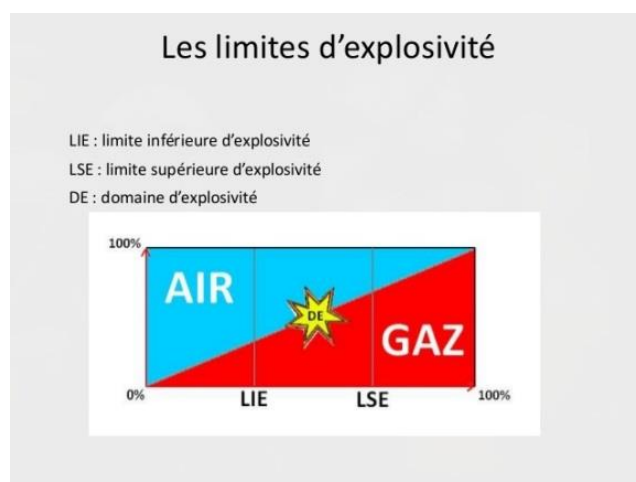 Les limites d’explosivité
LIE : limite inférieure d’explosivité
LSE : limite supérieure d’explosivité
DE : domaine d’explosivité
100%
AIR
DE
GAZ
0%
LIE
LSE
100%